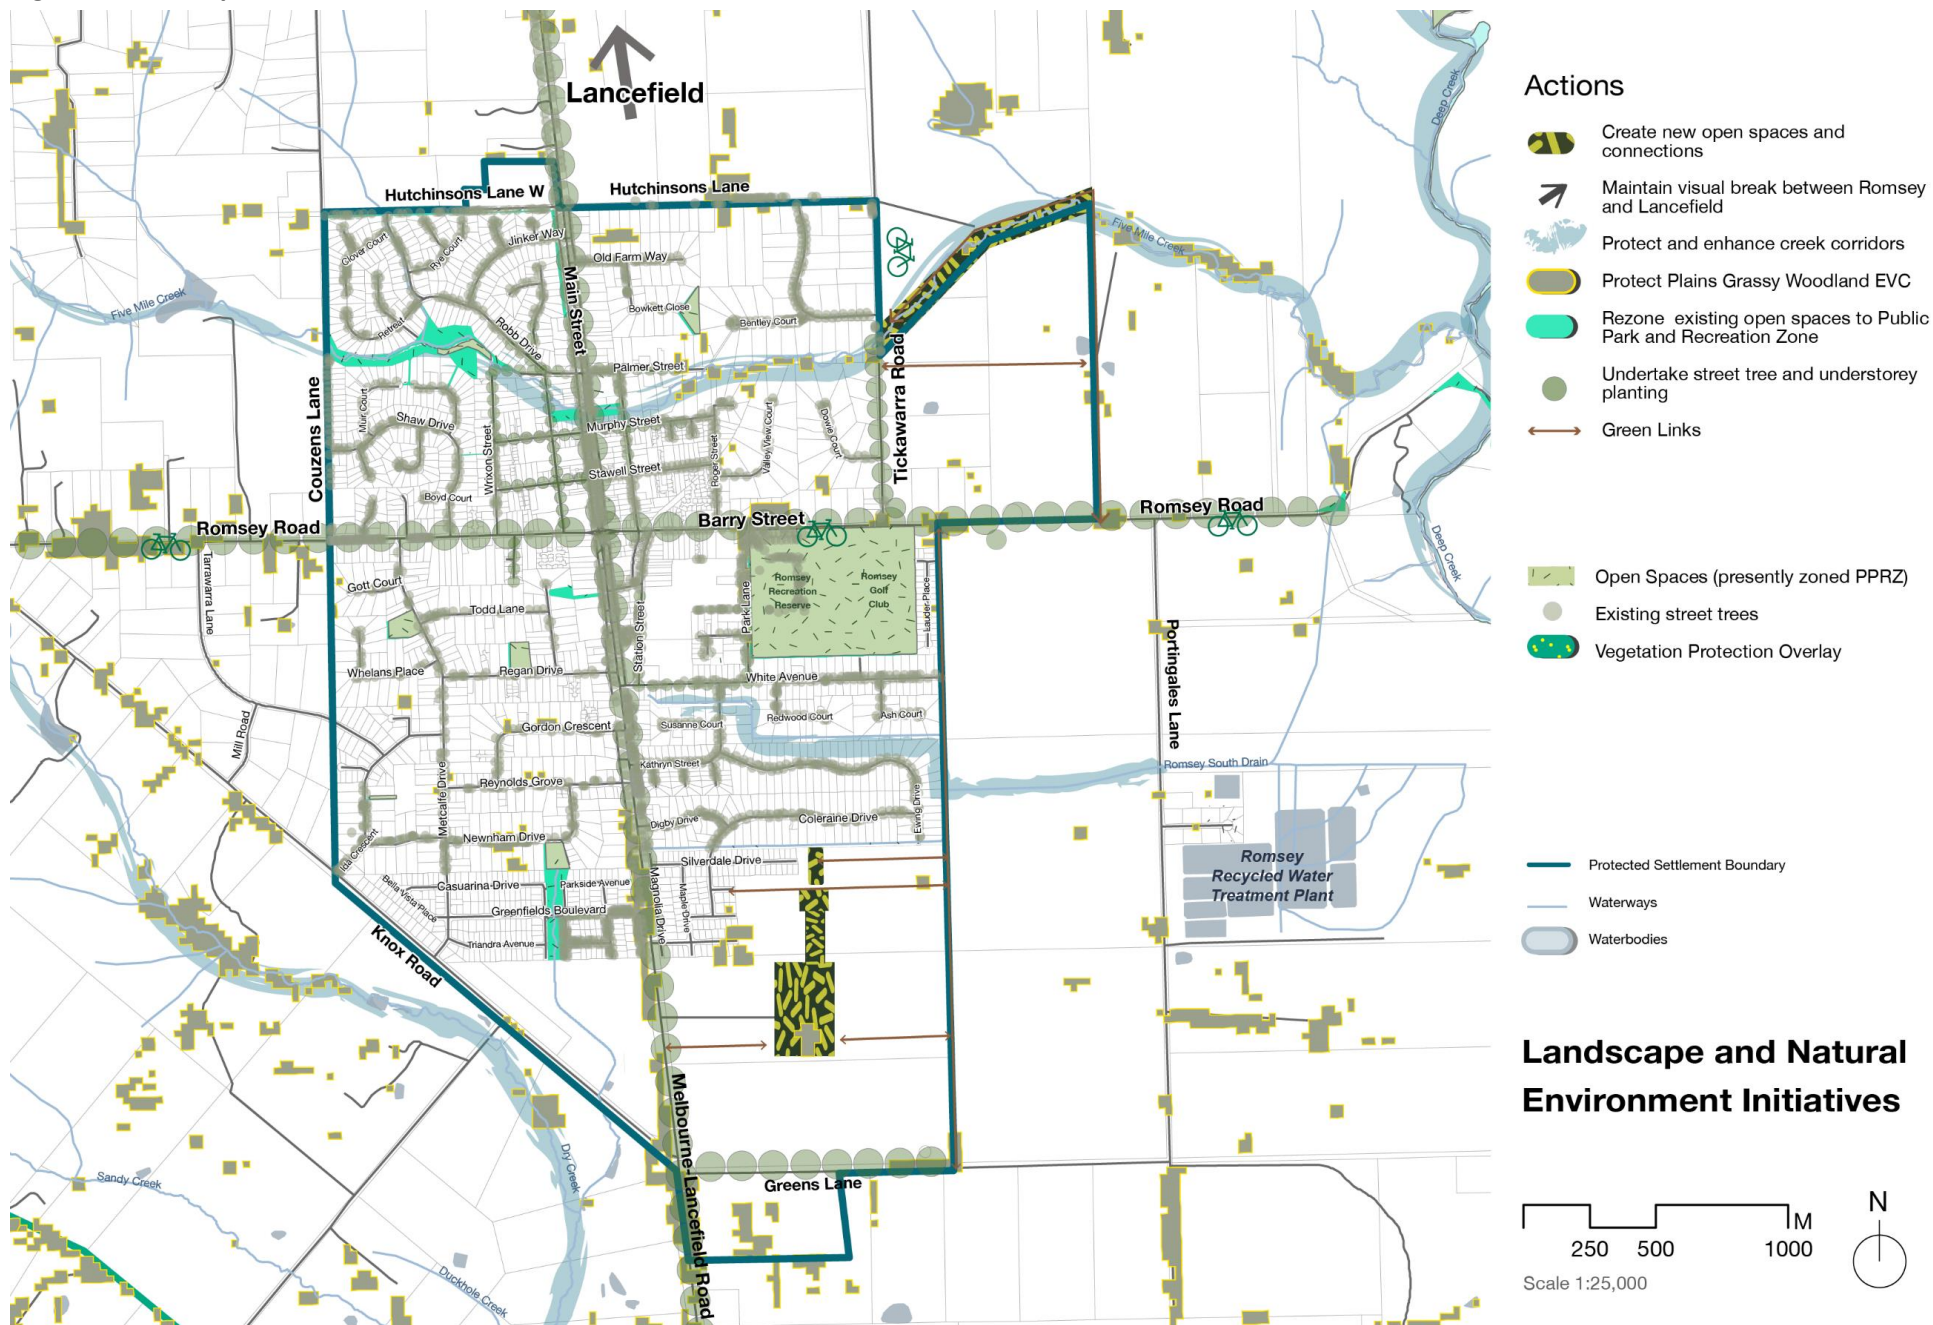 Lancefield
Hutchinsons Lane W
Hutchinsons Lane
Deep Creek
Clover Court
Rye Court
Jinker Way
Old Farm Way
Main Street
Five Mile Creek
Five Mile Creek
Bowkett Close
Bentley Court
Retreat
Robb Drive
Palmer Street
Tickawarra Road
Couzens Lane
Muir Court
Shaw Drive
Wrixon Street
Murphy Street
Roger Street
Valley View Court
Dowie Court
Stawell Street
Boyd Court
Romsey Road
Barry Street
Romsey Road
Deep Creek
Tarrawarra Lane
Gott Court
Todd Lane
Station Street
Park Lane
Romsey
Recreation
Reserve
Romsey
Golf
Club
Lauder Place
Portingales Lane
Whelans Place
Regan Drive
White Avenue
Mill Road
Gordon Crescent
Susanne Court
Redwood Court
Ash Court
Kathryn Street
Romsey South Drain
Metcalfe Drive
Reynolds Grove
Digby Drive
Coleraine Drive
Ewing Drive
Ida Crescent
Newnham Drive
Silverdale Drive
Bella Vista Place
Casuarina Drive
Parkside Avenue
Magnolia Drive
Maple Drive
Greenfields Boulevard
Triandra Avenue
Knox Road
Romsey
Recycled Water
Treatment Plant
Melbourne-Lancefield Road
Greens Lane
Dry Creek
Sandy Creek
Duckhole Creek
Actions
Create new open spaces and
connections
Maintain visual break between Romsey
and Lancefield
Protect and enhance creek corridors
Protect Plains Grassy Woodland EVC
Rezone existing open spaces to Public
Park and Recreation Zone
Undertake street tree and understorey
planting
Green Links
Open Spaces (presently zoned PPRZ)
Existing street trees
Vegetation Protection Overlay
Protected Settlement Boundary
Waterways
Waterbodies
Landscape and Natural
Environment Initiatives
M
250 500 1000
Scale 1:25,000
N